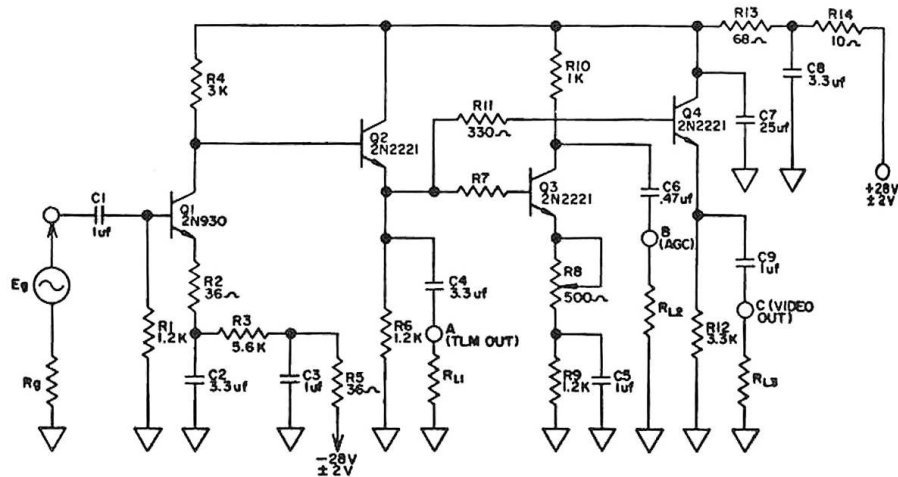 R13
68Ω
R14
10Ω
R4
3K
R10
1K
C8
3.3uf
R11
330Ω
Q4
2N2221
C7
25uf
Q2
2N2221
R7
Q3
2N2221
C6
.47uf
+28V
±2V
C1
1uf
Q1
2N930
B
(AGC)
Eg
R2
36Ω
C4
3.3uf
R8
500Ω
C9
1uf
R1
1.2K
R3
5.6K
R6
1.2K
A
(TLM OUT)
RL2
R12
3.3K
C (VIDEO
OUT)
Rg
C2
3.3uf
C3
1uf
R5
36Ω
RL1
R9
1.2K
C5
1uf
RL3
-28V
±2V